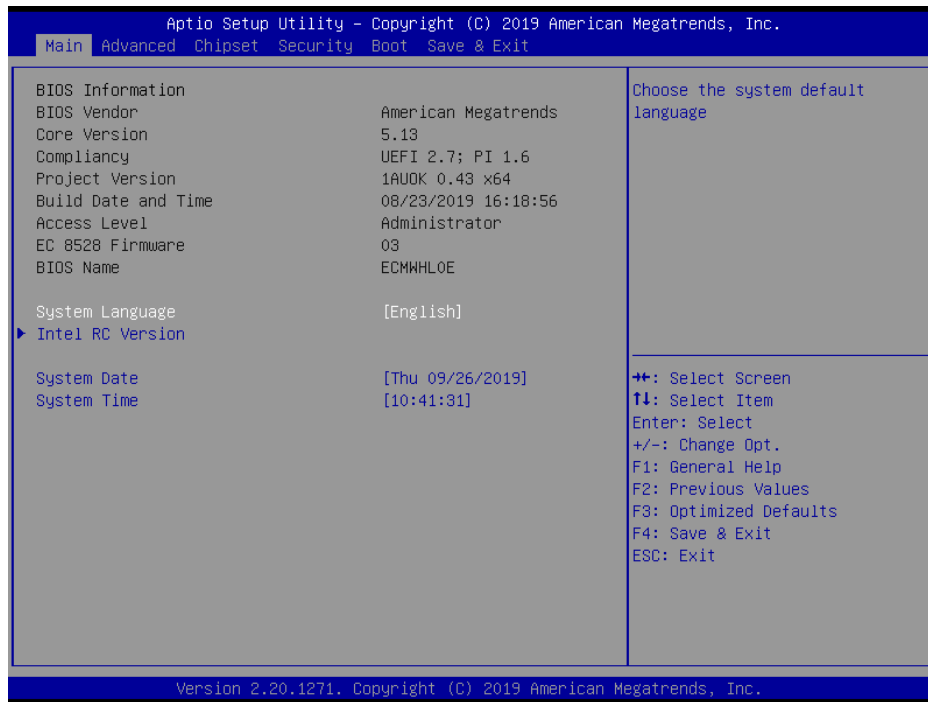 Aptio Setup Utility – Copyright (C) 2019 American Megatrends, Inc.
Main Advanced Chipset Security Boot Save & Exit
BIOS Information
BIOS Vendor American Megatrends
Core Version 5.13
Compliancy UEFI 2.7; PI 1.6
Project Version 1AUOK 0.43 x64
Build Date and Time 08/23/2019 16:18:56
Access Level Administrator
EC 8528 Firmware 03
BIOS Name ECMWHLOE
System Language [English]
▶ Intel RC Version
System Date [Thu 09/26/2019]
System Time [10:41:31]
Choose the system default
language
→←: Select Screen
↑↓: Select Item
Enter: Select
+/-: Change Opt.
F1: General Help
F2: Previous Values
F3: Optimized Defaults
F4: Save & Exit
ESC: Exit
Version 2.20.1271. Copyright (C) 2019 American Megatrends, Inc.